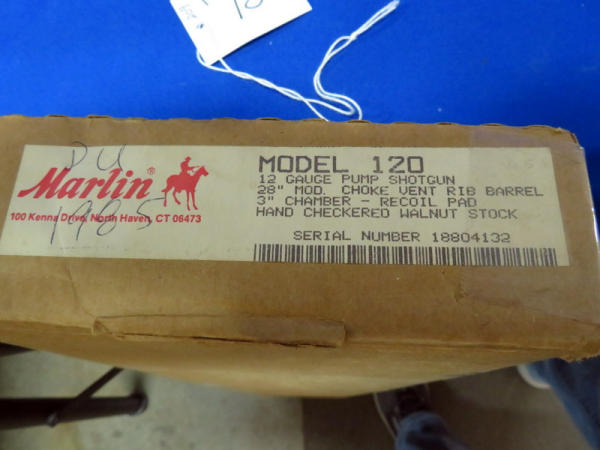 DU
Marlin®
100 Kenna Drive, North Haven, CT 06473
1985
MODEL 120
12 GAUGE PUMP SHOTGUN
28" MOD. CHOKE VENT RIB BARREL
3" CHAMBER - RECOIL PAD
HAND CHECKERED WALNUT STOCK
SERIAL NUMBER 18804132